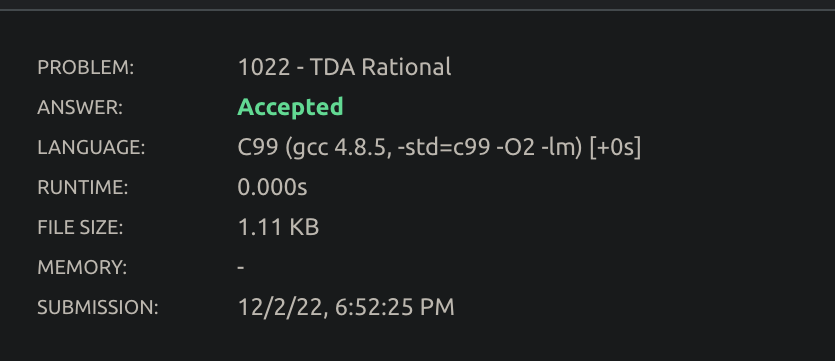 PROBLEM: 1022 - TDA Rational
ANSWER: Accepted
LANGUAGE: C99 (gcc 4.8.5, -std=c99 -O2 -lm) [+0s]
RUNTIME: 0.000s
FILE SIZE: 1.11 KB
MEMORY: -
SUBMISSION: 12/2/22, 6:52:25 PM